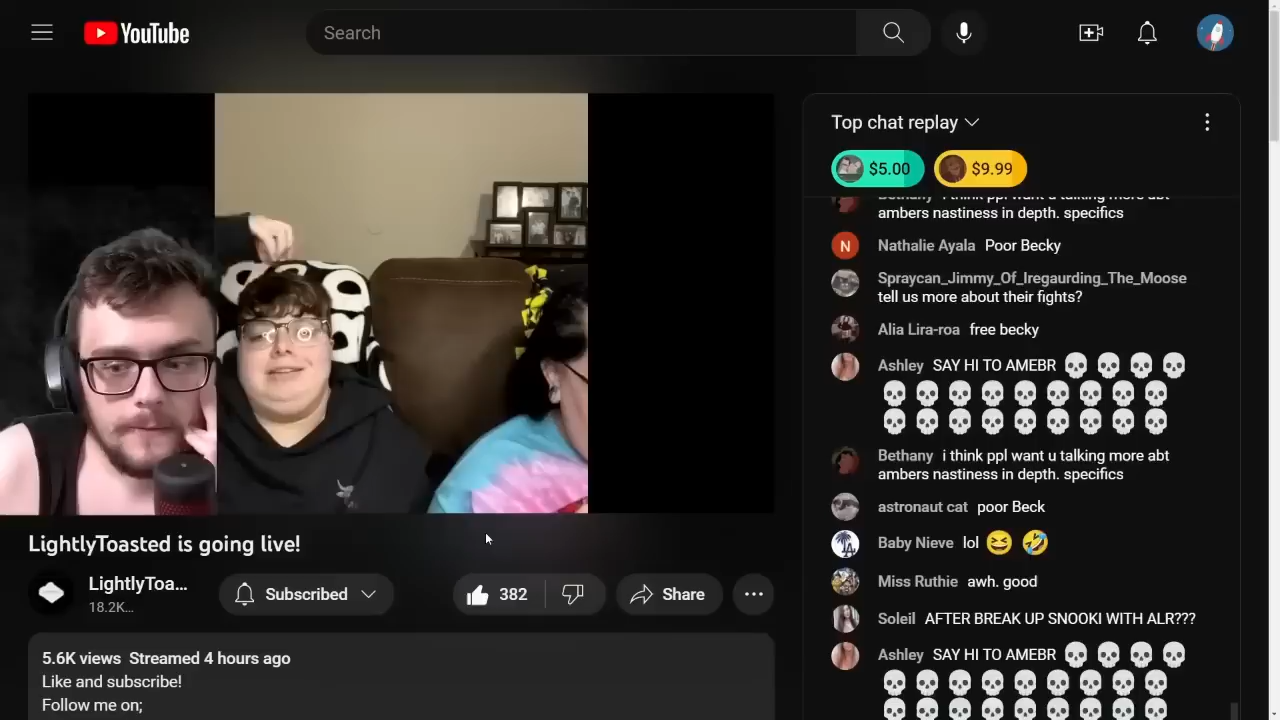 YouTube
Search
Top chat replay
$5.00
$9.99
ambers nastiness in depth. specifics
N
Nathalie Ayala Poor Becky
Spraycan_Jimmy_Of_Iregaurding_The_Moose
tell us more about their fights?
Alia Lira-roa free becky
Ashley SAY HI TO AMEBR 💀 💀 💀 💀
💀 💀 💀 💀 💀 💀 💀 💀 💀
💀 💀 💀 💀 💀 💀 💀 💀 💀
Bethany i think ppl want u talking more abt
ambers nastiness in depth. specifics
astronaut cat poor Beck
Baby Nieve lol 😆 🤣
Miss Ruthie awh. good
Soleil AFTER BREAK UP SNOOKI WITH ALR???
Ashley SAY HI TO AMEBR 💀 💀 💀 💀
💀 💀 💀 💀 💀 💀 💀 💀 💀
💀 💀 💀 💀 💀 💀 💀 💀 💀
LightlyToasted is going live!
LightlyToa...
18.2K...
Subscribed
382
Share
5.6K views Streamed 4 hours ago
Like and subscribe!
Follow me on;